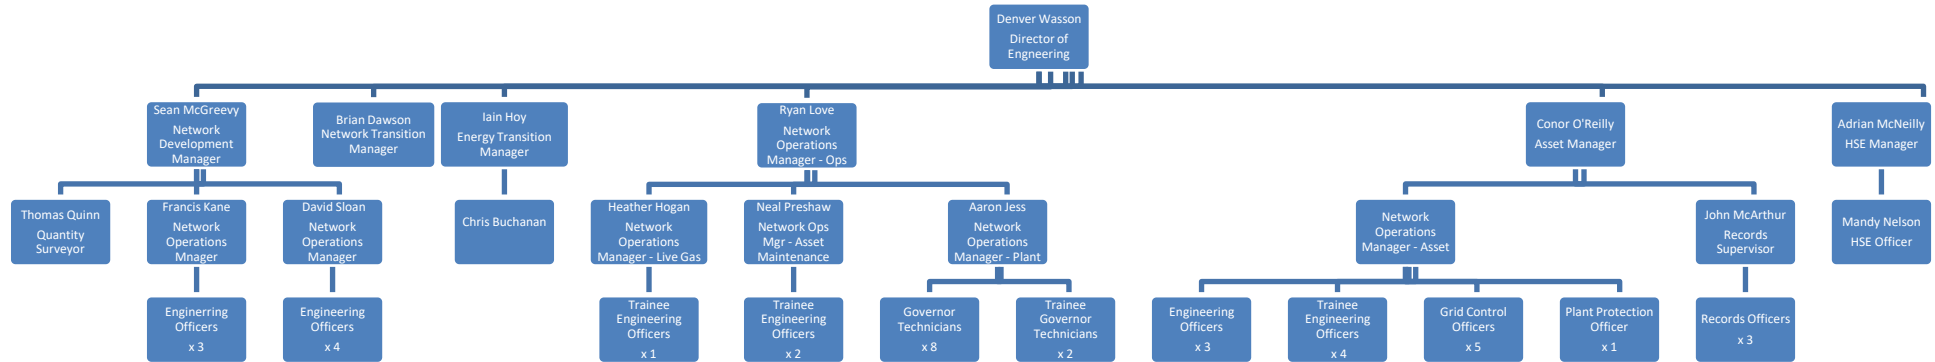 Denver Wasson
Director of
Engneering
Sean McGreevy
Network
Development
Manager
Brian Dawson
Network Transition
Manager
Iain Hoy
Energy Transition
Manager
Ryan Love
Network
Operations
Manager - Ops
Conor O'Reilly
Asset Manager
Adrian McNeilly
HSE Manager
Thomas Quinn
Quantity
Surveyor
Francis Kane
Network
Operations
Mnager
David Sloan
Network
Operations
Manager
Chris Buchanan
Heather Hogan
Network
Operations
Manager - Live Gas
Neal Preshaw
Network Ops
Mgr - Asset
Maintenance
Aaron Jess
Network
Operations
Manager - Plant
Network
Operations
Manager - Asset
John McArthur
Records
Supervisor
Mandy Nelson
HSE Officer
Enginerring
Officers
x 3
Engineering
Officers
x 4
Trainee
Engineering
Officers
x 1
Trainee
Engineering
Officers
x 2
Governor
Technicians
x 8
Trainee
Governor
Technicians
x 2
Engineering
Officers
x 3
Trainee
Engineering
Officers
x 4
Grid Control
Officers
x 5
Plant Protection
Officer
x 1
Records Officers
x 3